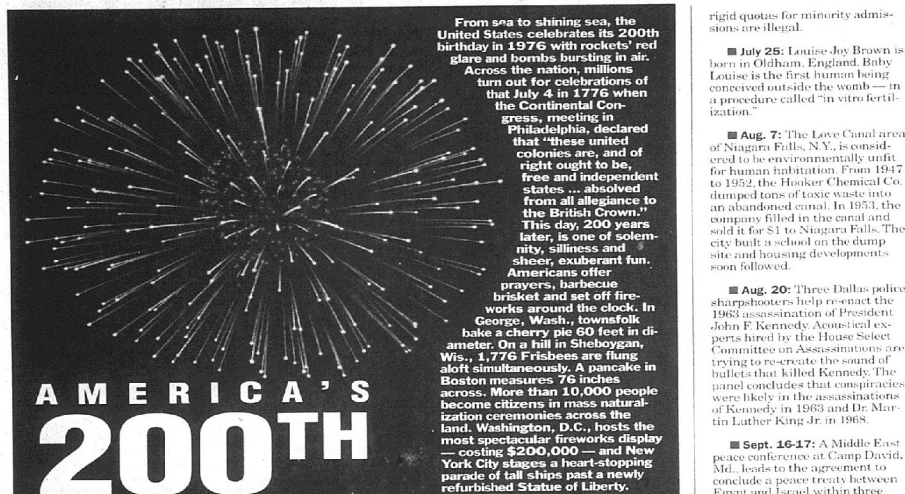 From sea to shining sea, the
United States celebrates its 200th
birthday in 1976 with rockets' red
glare and bombs bursting in air.
Across the nation, millions
turn out for celebrations of
that July 4 in 1776 when
the Continental Con-
gress, meeting in
Philadelphia, declared
that "these united
colonies are, and of
right ought to be,
free and independent
states ... absolved
from all allegiance to
the British Crown."
This day, 200 years
later, is one of solem-
nity, silliness and
sheer, exuberant fun.
Americans offer
prayers, barbecue
brisket and set off fire-
works around the clock. In
George, Wash., townsfolk
bake a cherry pie 60 feet in di-
ameter. On a hill in Sheboygan,
Wis., 1,776 Frisbees are flung
aloft simultaneously. A pancake in
Boston measures 76 inches
across. More than 10,000 people
become citizens in mass natural-
ization ceremonies across the
land. Washington, D.C., hosts the
most spectacular fireworks display
— costing $200,000 — and New
York City stages a heart-stopping
parade of tall ships past a newly
refurbished Statue of Liberty.
AMERICA'S
200TH
rigid quotas for minority admis-
sions are illegal.
■ July 25: Louise Joy Brown is
born in Oldham, England. Baby
Louise is the first human being
conceived outside the womb — in
a procedure called "in vitro fertil-
ization."
■ Aug. 7: The Love Canal area
of Niagara Falls, N.Y., is consid-
ered to be environmentally unfit
for human habitation. From 1947
to 1952, the Hooker Chemical Co.
dumped tons of toxic waste into
an abandoned canal. In 1953, the
company filled in the canal and
sold it for $1 to Niagara Falls. The
city built a school on the dump
site and housing developments
soon followed.
■ Aug. 20: Three Dallas police
sharpshooters help re-enact the
1963 assassination of President
John F. Kennedy. Acoustical ex-
perts hired by the House Select
Committee on Assassinations are
trying to re-create the sound of
bullets that killed Kennedy. The
panel concludes that conspiracies
were likely in the assassinations
of Kennedy in 1963 and Dr. Mar-
tin Luther King Jr. in 1968.
■ Sept. 16-17: A Middle East
peace conference at Camp David,
Md., leads to the agreement to
conclude a peace treaty between
Egypt and Israel within three